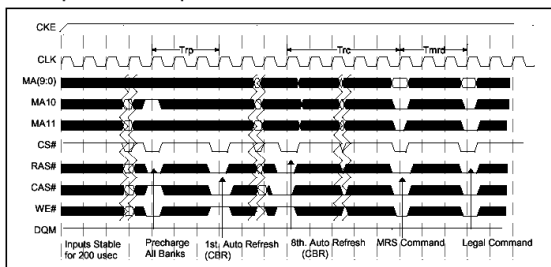 CKE
Trp Trc Tmrd
CLK
MA(9:0)
MA10
MA11
CS#
RAS#
CAS#
WE#
DQM
Inputs Stable
for 200 usec
Precharge
All Banks
1st. Auto Refresh
(CBR)
8th. Auto Refresh
(CBR)
MRS Command
Legal Command